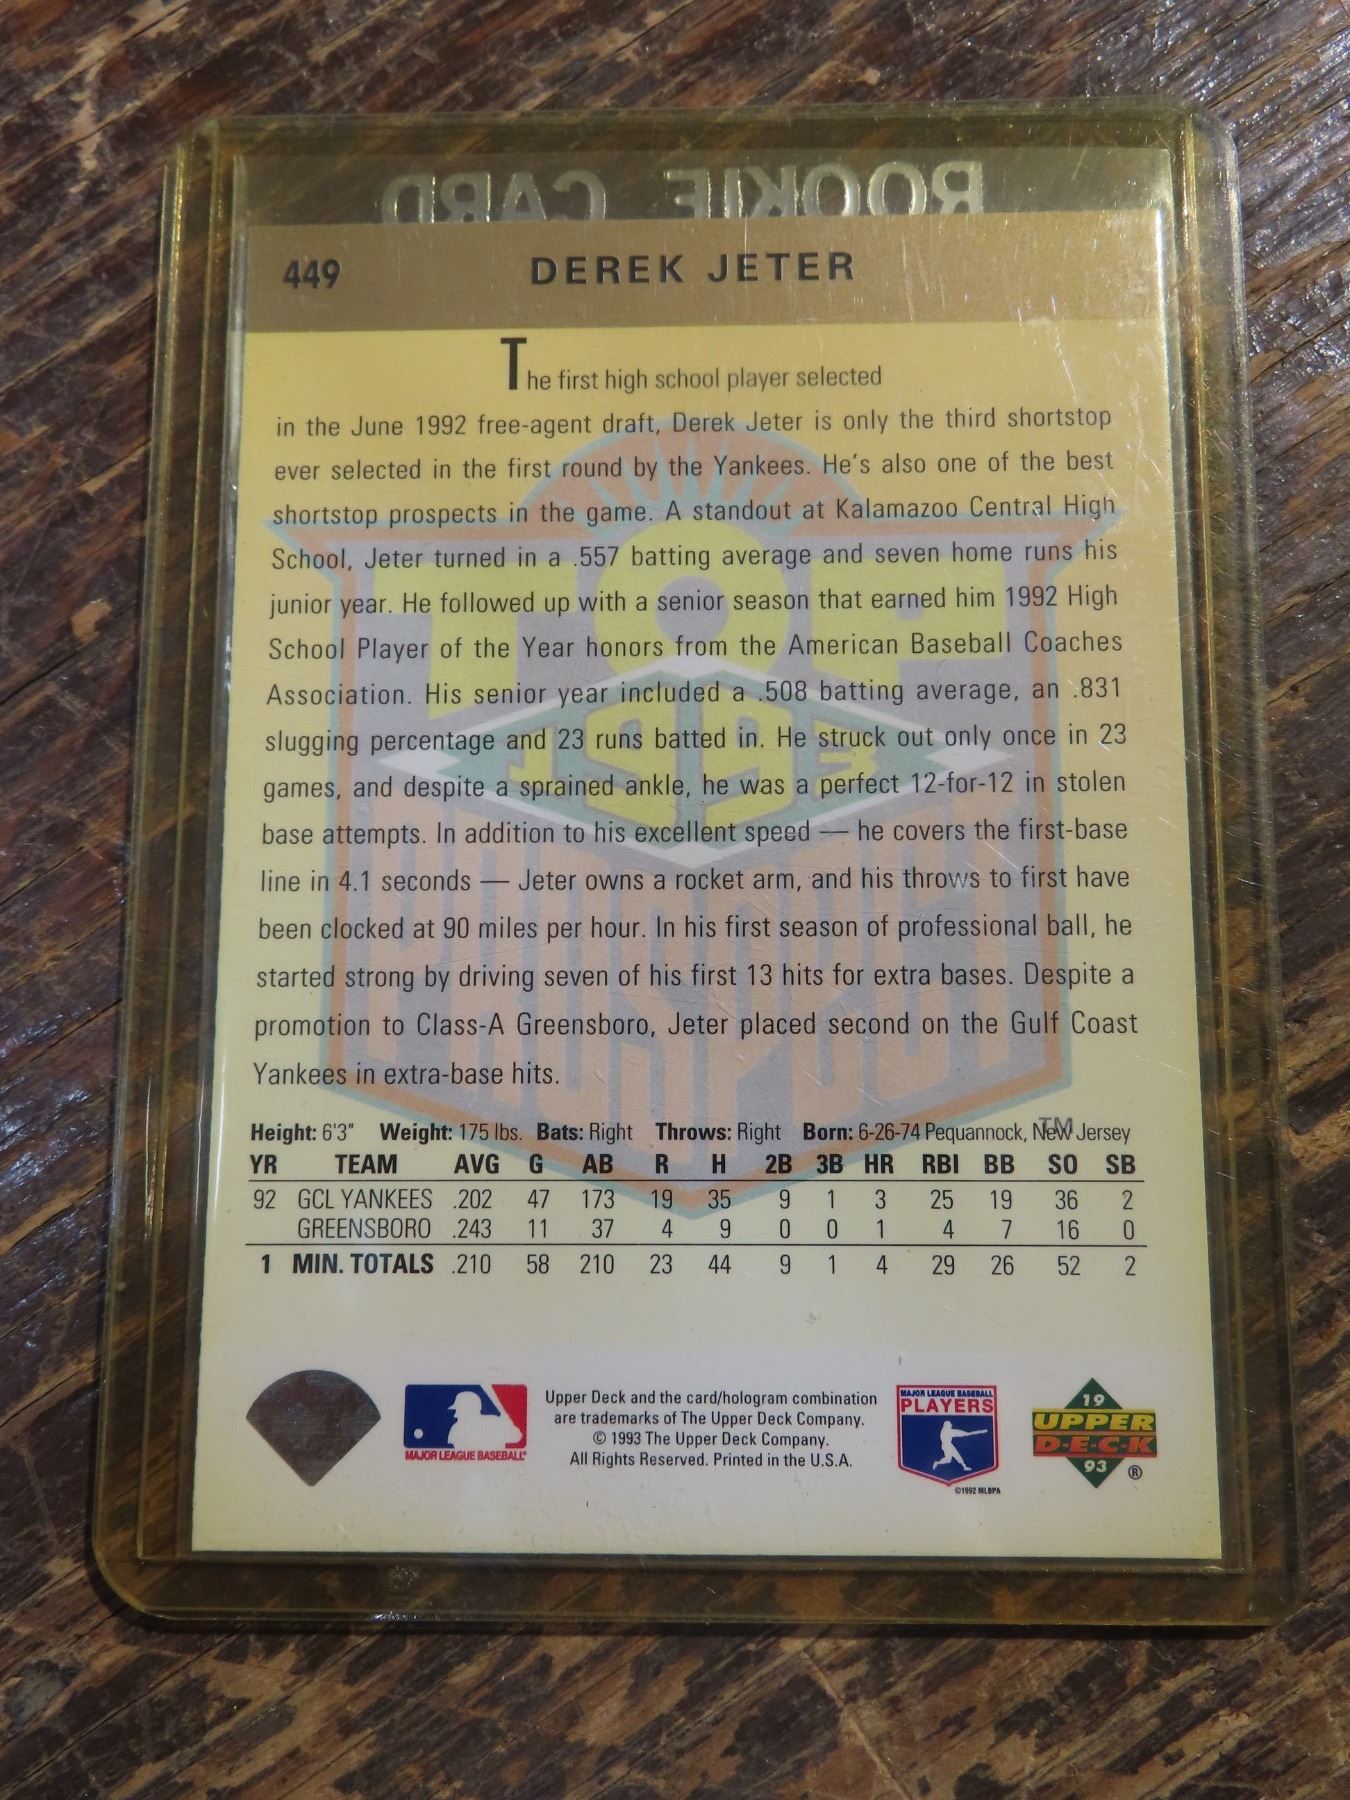 ROOKIE CARD
449 DEREK JETER
The first high school player selected
in the June 1992 free-agent draft, Derek Jeter is only the third shortstop
ever selected in the first round by the Yankees. He's also one of the best
shortstop prospects in the game. A standout at Kalamazoo Central High
School, Jeter turned in a .557 batting average and seven home runs his
junior year. He followed up with a senior season that earned him 1992 High
School Player of the Year honors from the American Baseball Coaches
Association. His senior year included a .508 batting average, an .831
slugging percentage and 23 runs batted in. He struck out only once in 23
games, and despite a sprained ankle, he was a perfect 12-for-12 in stolen
base attempts. In addition to his excellent speed — he covers the first-base
line in 4.1 seconds — Jeter owns a rocket arm, and his throws to first have
been clocked at 90 miles per hour. In his first season of professional ball, he
started strong by driving seven of his first 13 hits for extra bases. Despite a
promotion to Class-A Greensboro, Jeter placed second on the Gulf Coast
Yankees in extra-base hits.
TOP
1993
PROSPECT
TM
Height: 6'3" Weight: 175 lbs. Bats: Right Throws: Right Born: 6-26-74 Pequannock, New Jersey
YR TEAM AVG G AB R H 2B 3B HR RBI BB SO SB
92 GCL YANKEES .202 47 173 19 35 9 1 3 25 19 36 2
GREENSBORO .243 11 37 4 9 0 0 1 4 7 16 0
1 MIN. TOTALS .210 58 210 23 44 9 1 4 29 26 52 2
MAJOR LEAGUE BASEBALL®
Upper Deck and the card/hologram combination
are trademarks of The Upper Deck Company.
© 1993 The Upper Deck Company.
All Rights Reserved. Printed in the U.S.A.
MAJOR LEAGUE BASEBALL
PLAYERS
©1992 MLBPA
19
UPPER
D·E·C·K
93 ®